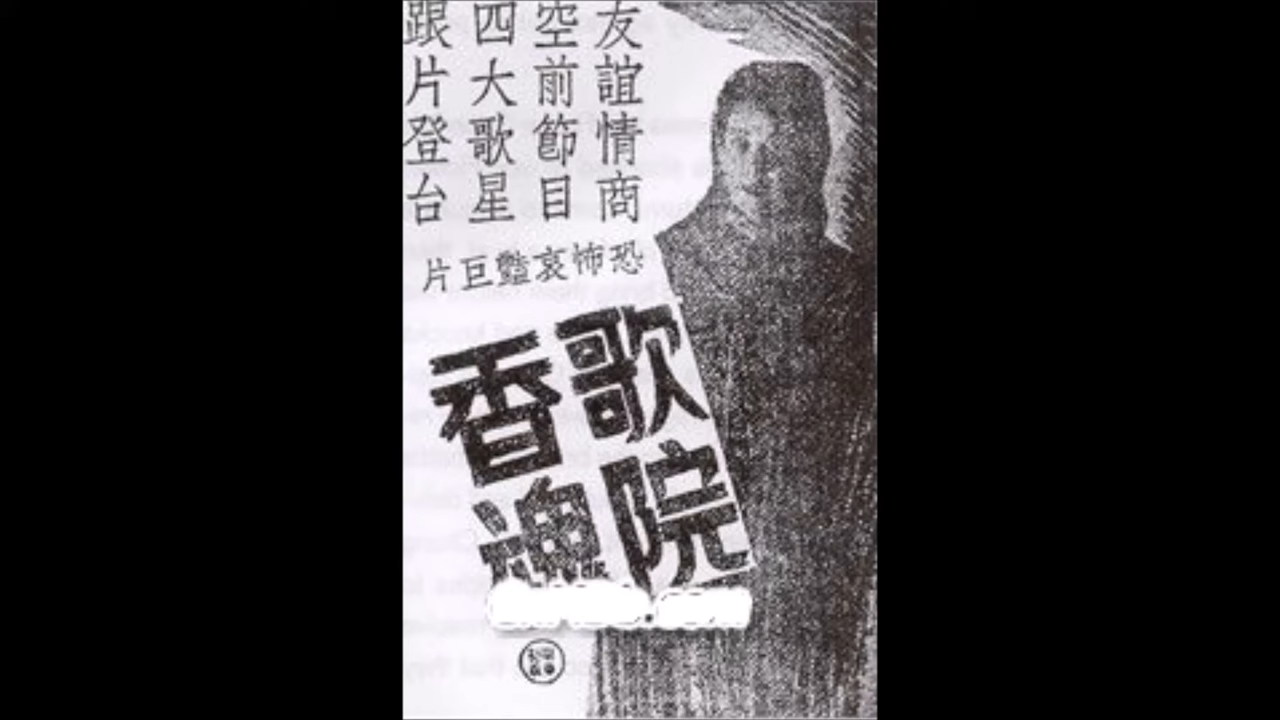 友誼情商
空前節目
四大歌星
跟片登台
恐怖哀豔巨片
歌院
香魂